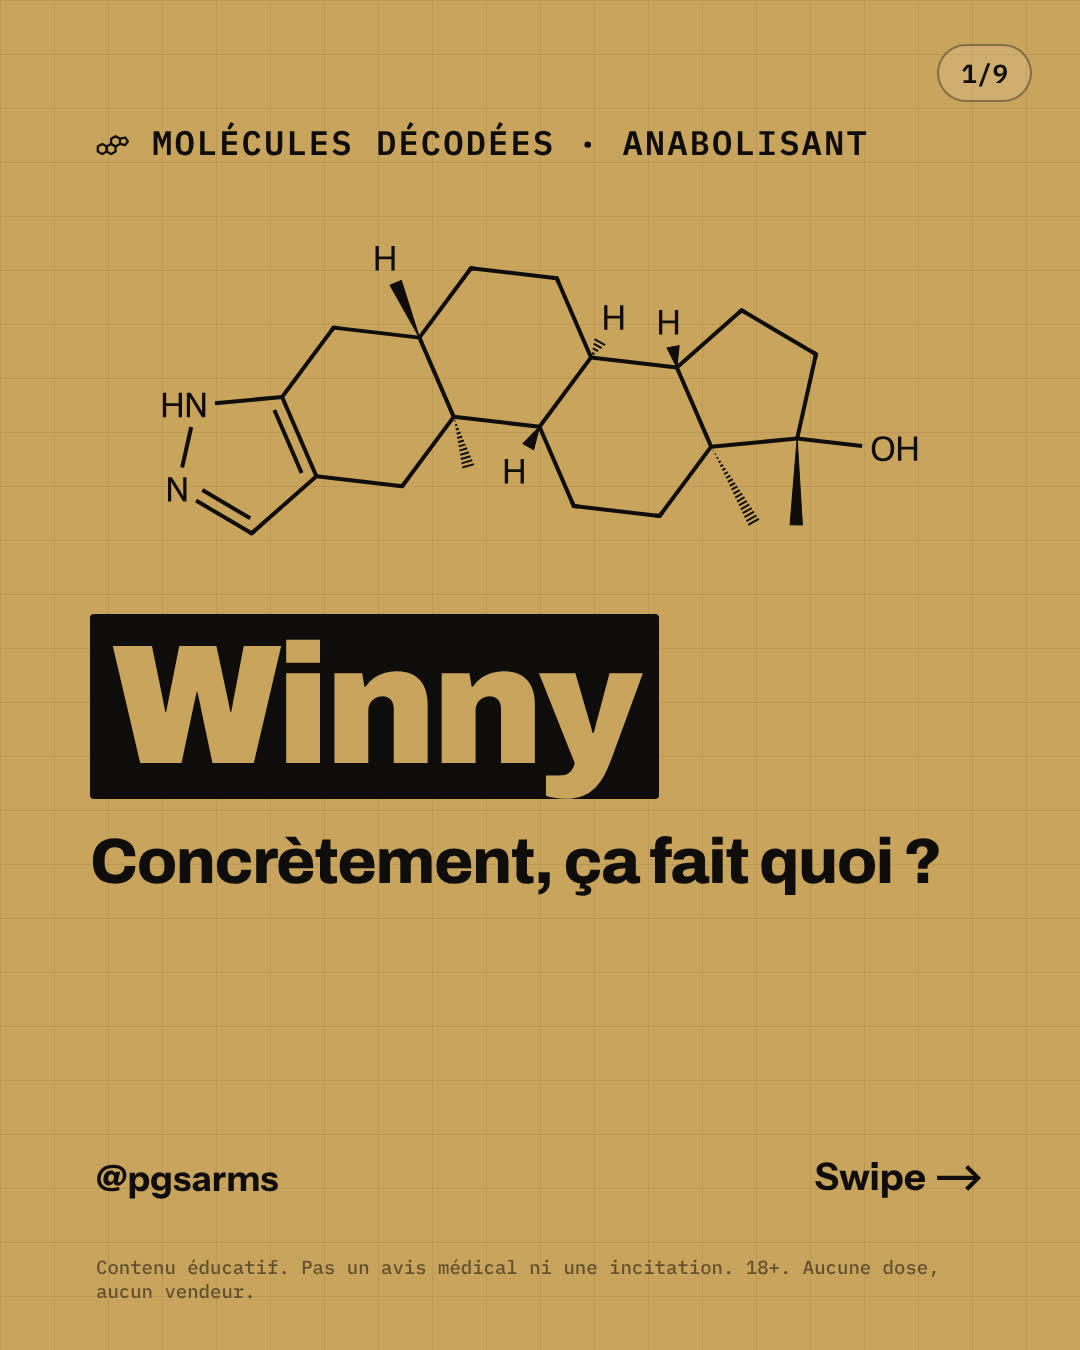 1/9
MOLÉCULES DÉCODÉES · ANABOLISANT
H
H
H
HN
OH
H
N
Winny
Concrètement, ça fait quoi ?
@pgsarms
Swipe →
Contenu éducatif. Pas un avis médical ni une incitation. 18+. Aucune dose,
aucun vendeur.